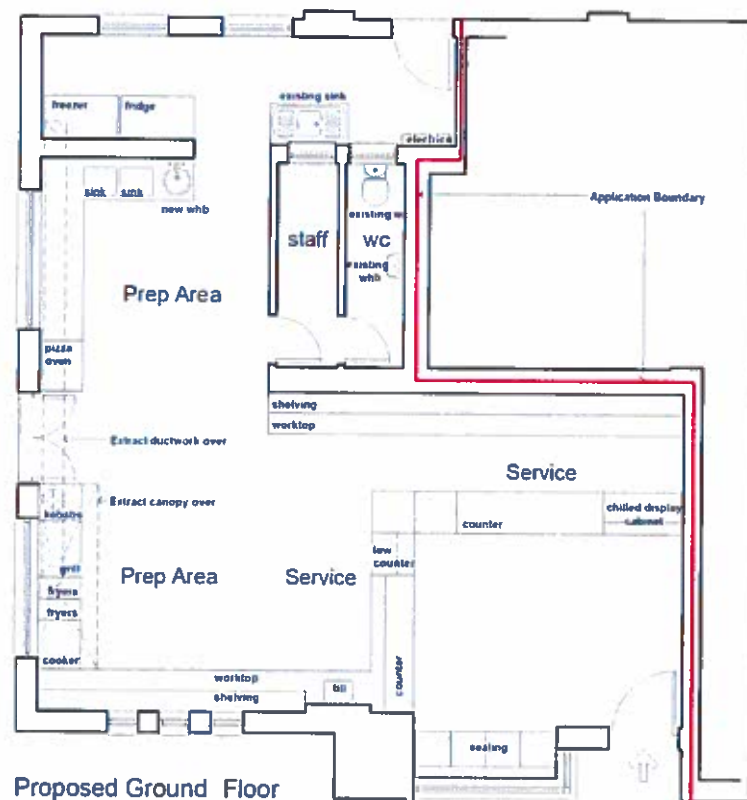 existing sink
freezer
fridge
electrics
sink
sink
new whb
Application Boundary
existing wc
staff
wc
existing
whb
Prep Area
pizza
oven
shelving
worktop
Extract ductwork over
Service
Extract canopy over
kebabs
counter
chilled display
cabinet
low
counter
grill
Prep Area
Service
fryers
fryers
cooker
worktop
counter
till
shelving
seating
Proposed Ground Floor